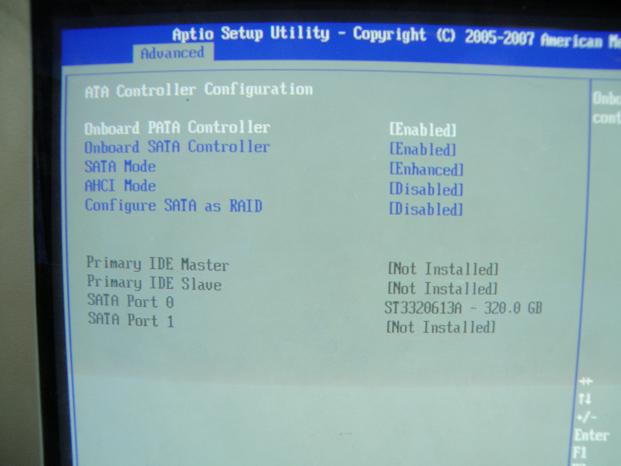 Aptio Setup Utility - Copyright (C) 2005-2007 American
Advanced
ATA Controller Configuration
Onboard PATA Controller [Enabled]
Onboard SATA Controller [Enabled]
SATA Mode [Enhanced]
AHCI Mode [Disabled]
Configure SATA as RAID [Disabled]
Primary IDE Master [Not Installed]
Primary IDE Slave [Not Installed]
SATA Port 0 ST3320613A - 320.0 GB
SATA Port 1 [Not Installed]
Onbo
cont
→←
↑↓
+/-
Enter
F1